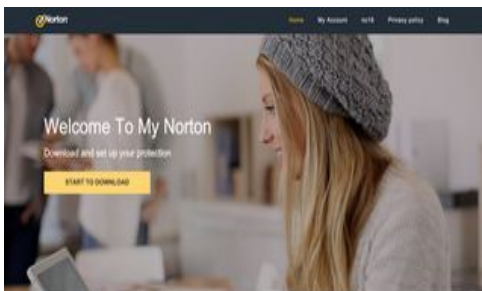 Norton
Home My Account no16 Privacy policy Blog
Welcome To My Norton
Download and set up your protection
START TO DOWNLOAD